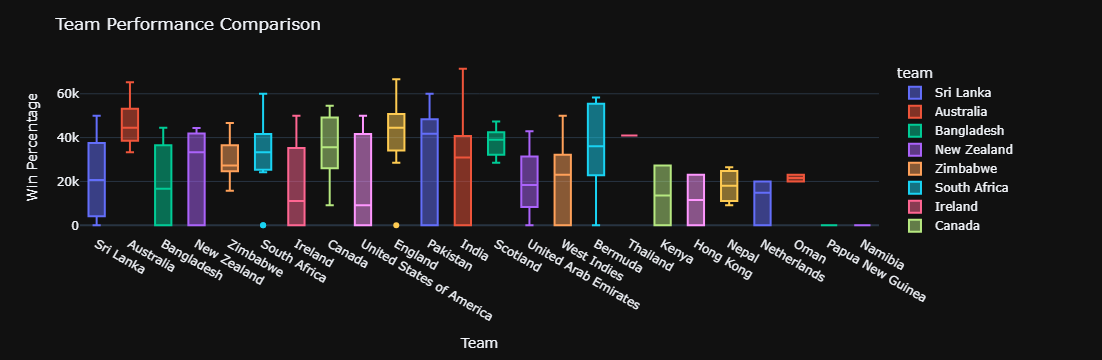 Team Performance Comparison
team
Win Percentage
60k
40k
20k
0
Sri Lanka
Australia
Bangladesh
New Zealand
Zimbabwe
South Africa
Ireland
Canada
United States of America
England
Pakistan
India
Scotland
United Arab Emirates
West Indies
Bermuda
Thailand
Kenya
Hong Kong
Nepal
Netherlands
Oman
Papua New Guinea
Namibia
Team
Sri Lanka
Australia
Bangladesh
New Zealand
Zimbabwe
South Africa
Ireland
Canada